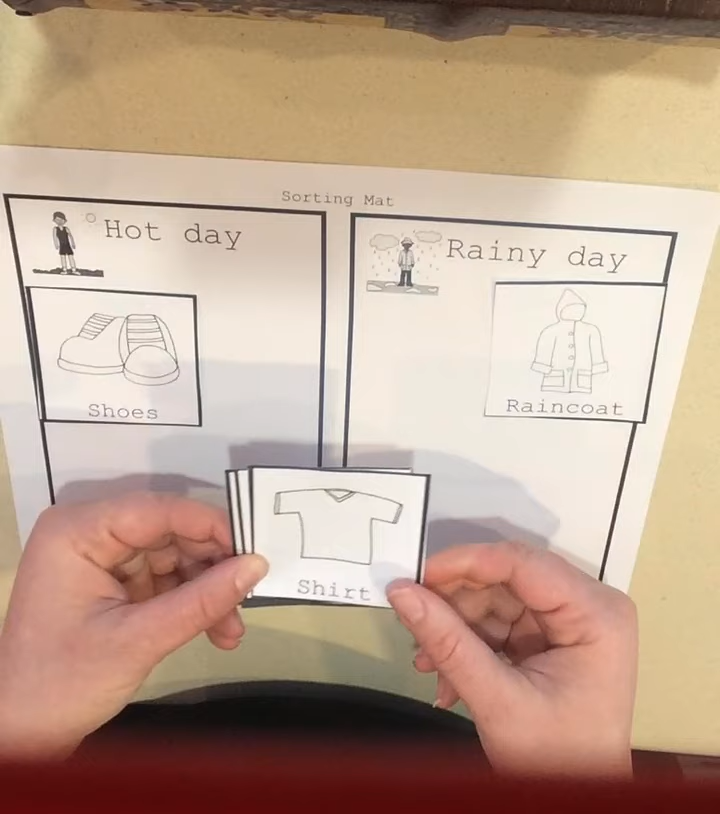 Sorting Mat
Hot day
Rainy day
Shoes
Raincoat
Shirt